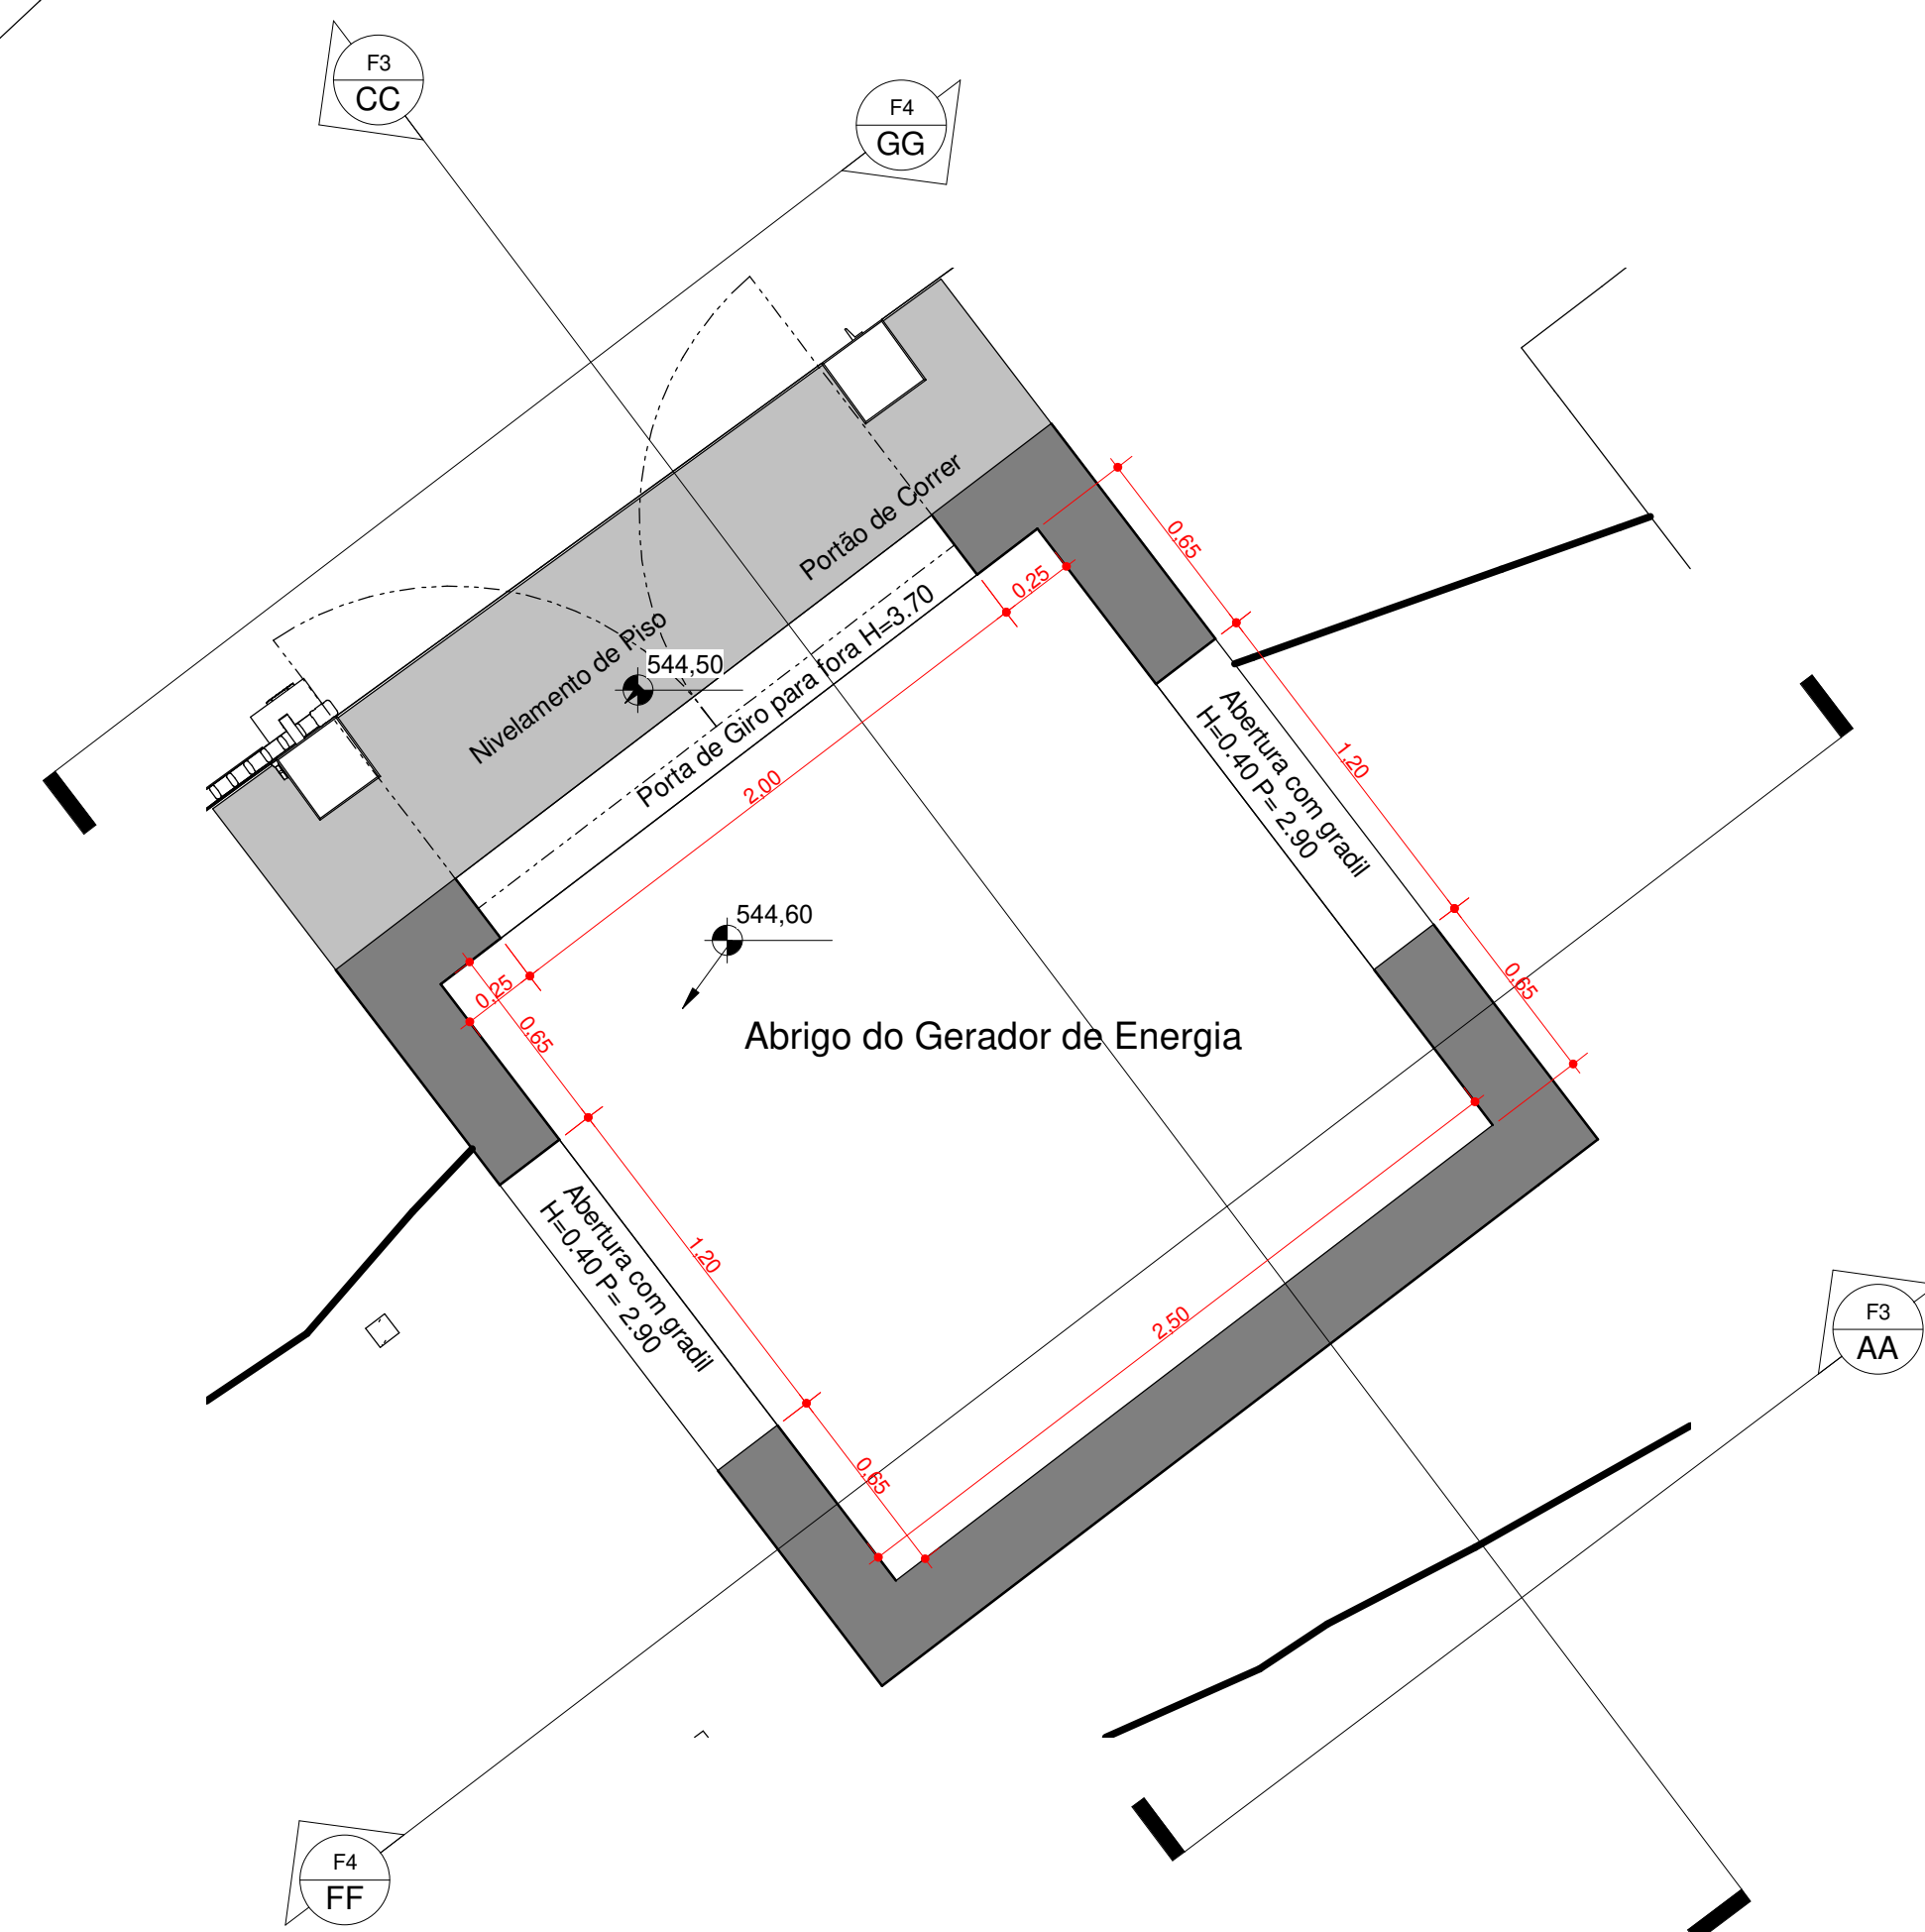 F3
CC
F4
GG
Portão de Correr
Nivelamento de Piso
544,50
Porta de Giro para fora H=3.70
0,25
0,65
2,00
Abertura com gradil
H=0.40 P= 2.90
1,20
544,60
0,25
0,65
0,65
Abrigo do Gerador de Energia
Abertura com gradil
H=0.40 P= 2.90
1,20
2,50
0,65
F3
AA
F4
FF